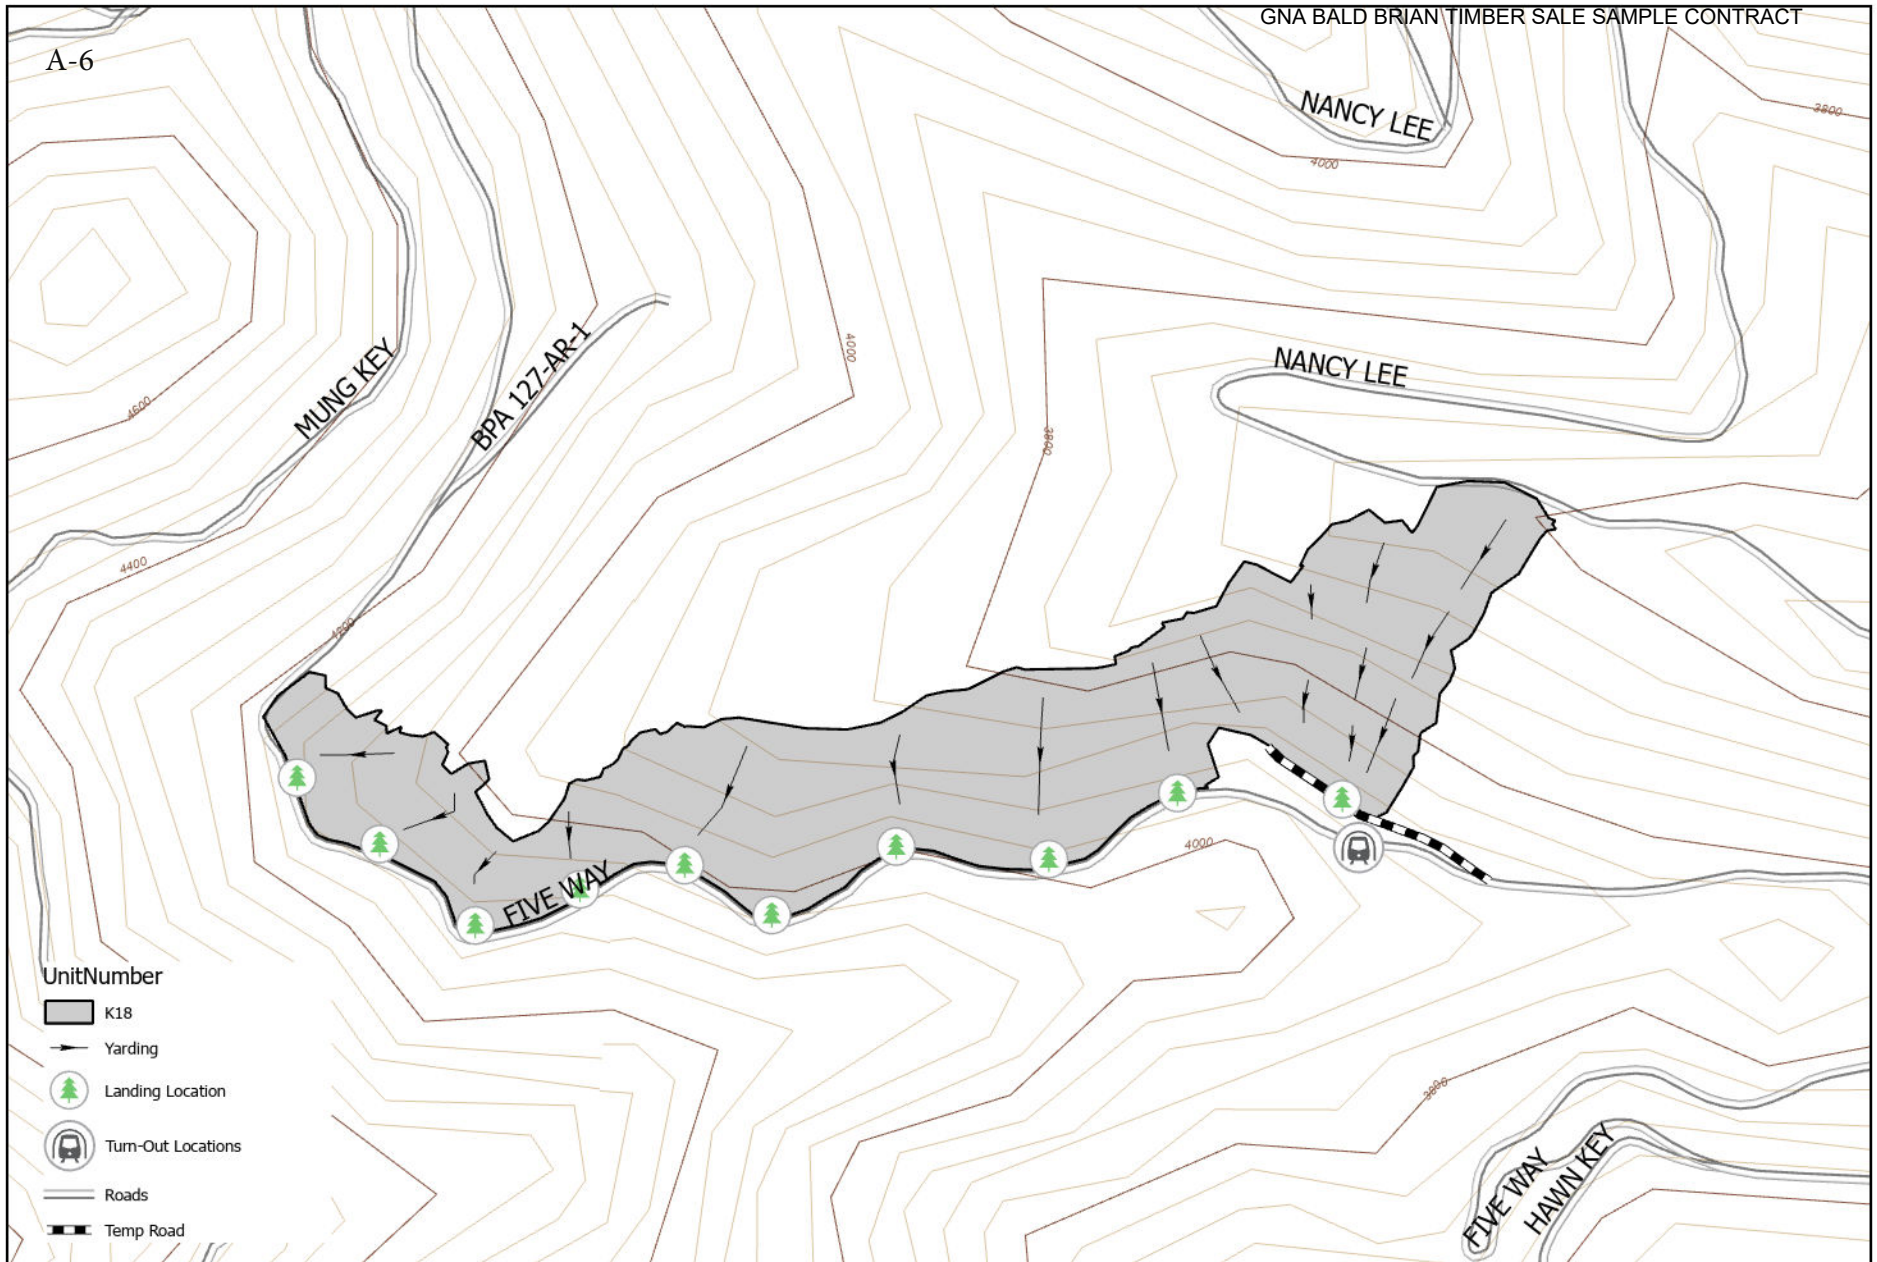 GNA BALD BRIAN TIMBER SALE SAMPLE CONTRACT
A-6
NANCY LEE
3800
4000
NANCY LEE
4000
MUNG KEY
BPA 127-AR-1
4600
3800
4400
4200
4000
FIVE WAY
UnitNumber
K18
Yarding
Landing Location
Turn-Out Locations
Roads
Temp Road
3800
FIVE WAY
HAWN KEY